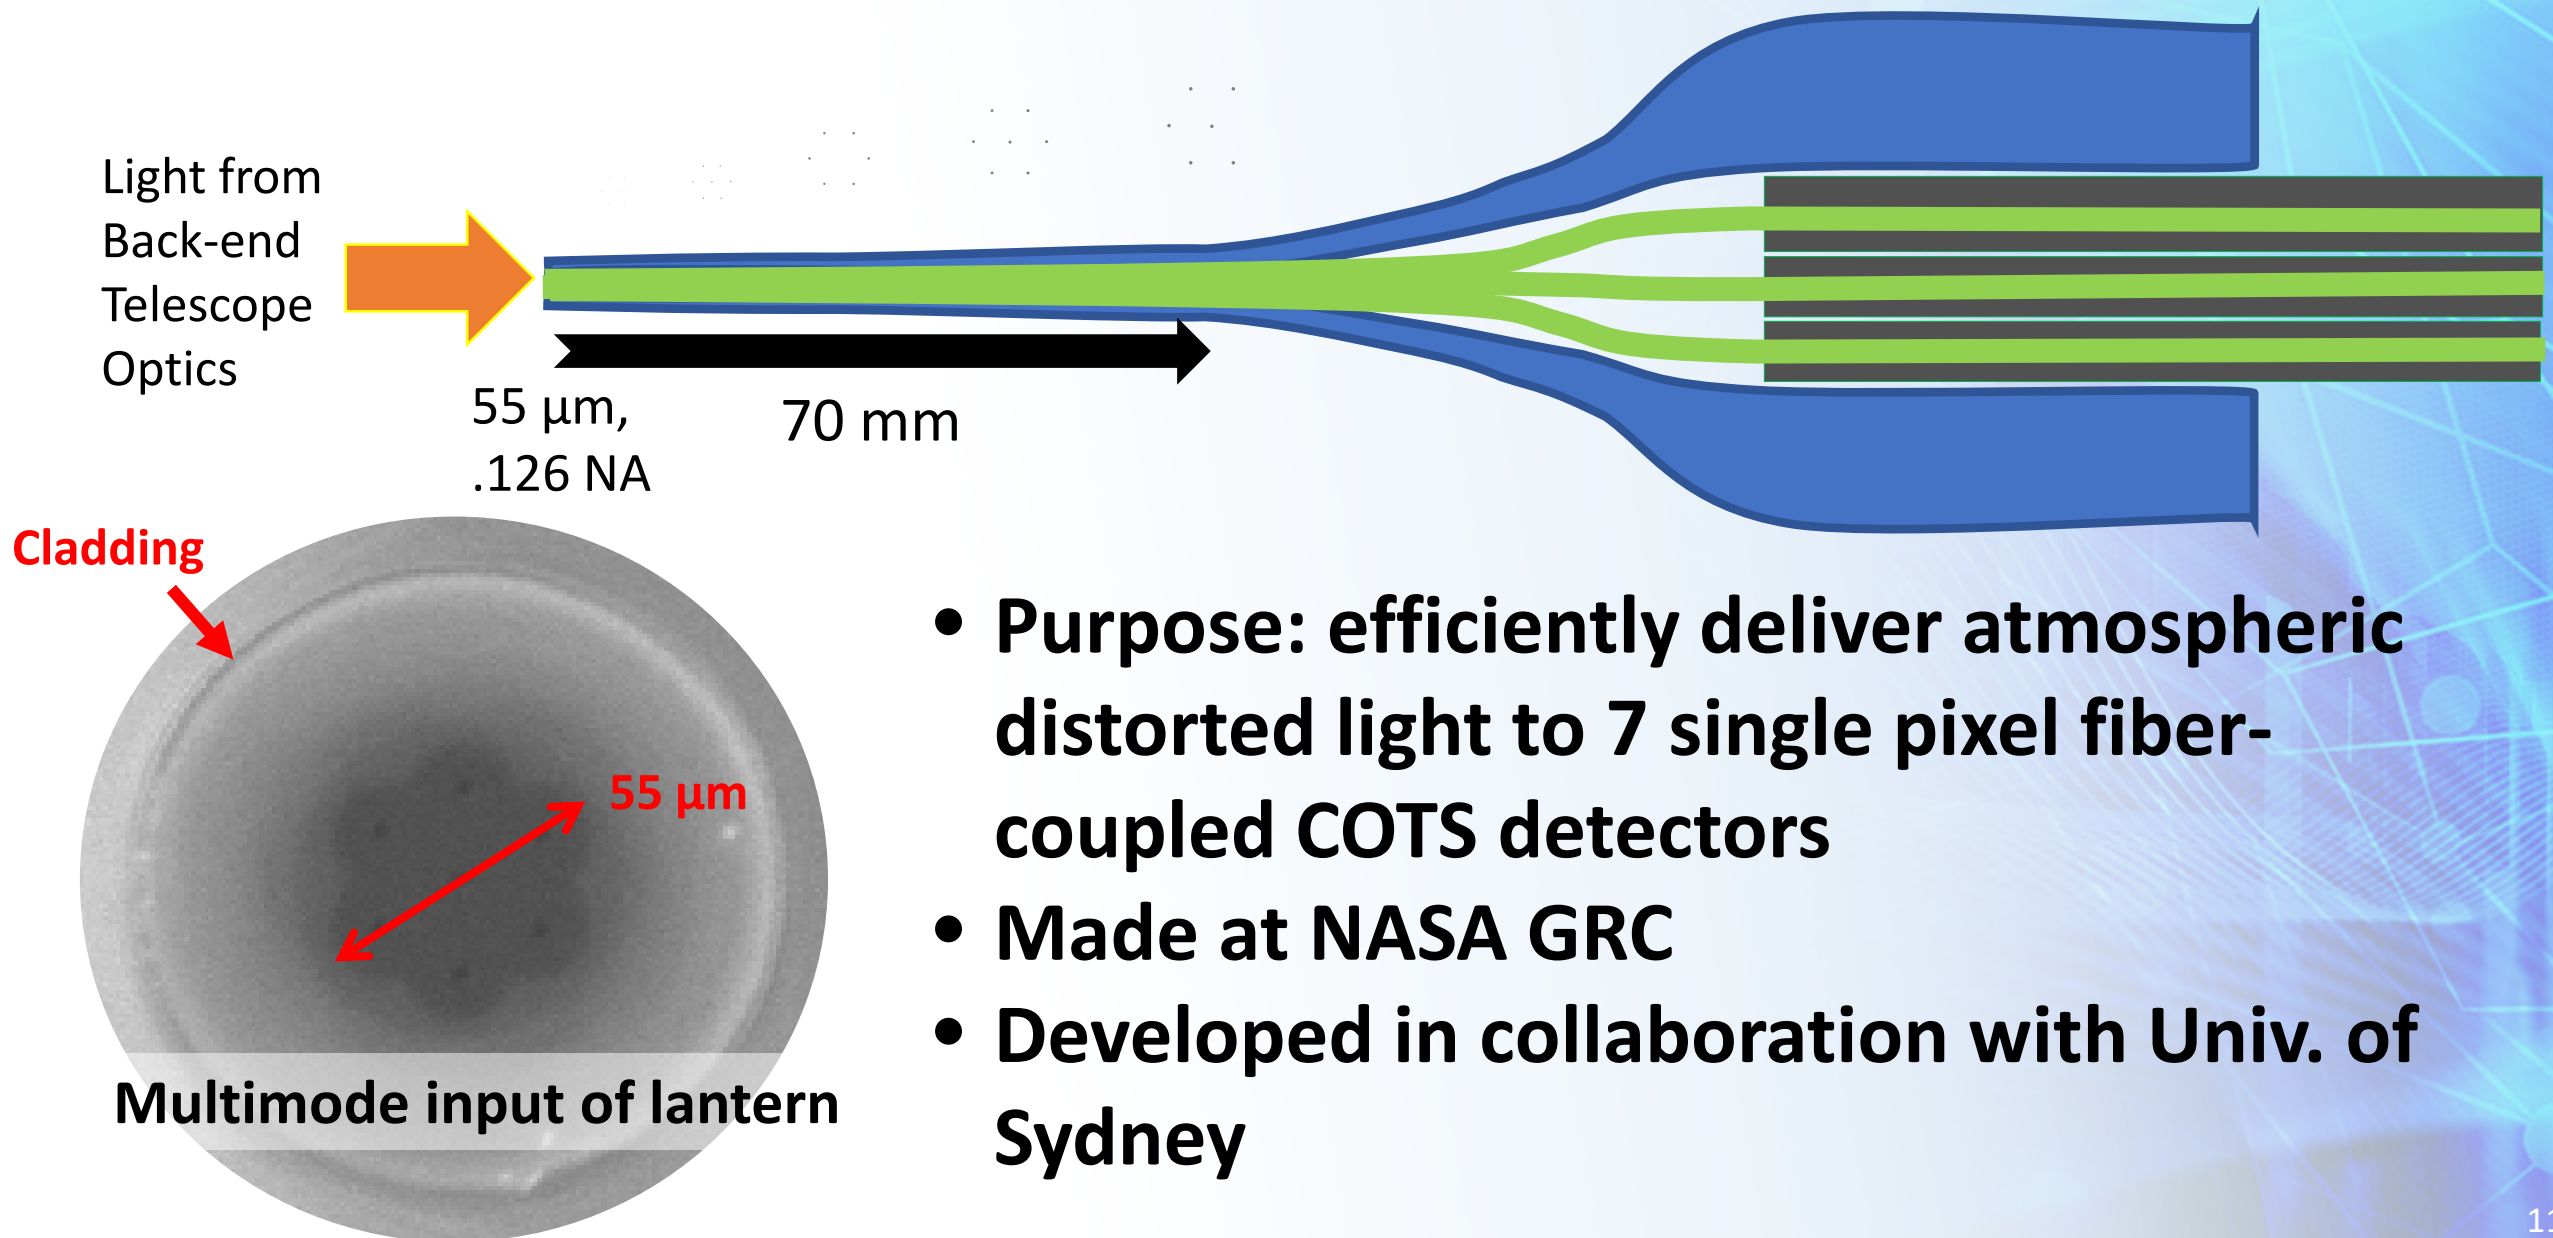 Light from
Back-end
Telescope
Optics
55 µm,
.126 NA
70 mm
Cladding
55 µm
Multimode input of lantern
• Purpose: efficiently deliver atmospheric
distorted light to 7 single pixel fiber-
coupled COTS detectors
• Made at NASA GRC
• Developed in collaboration with Univ. of
Sydney
11